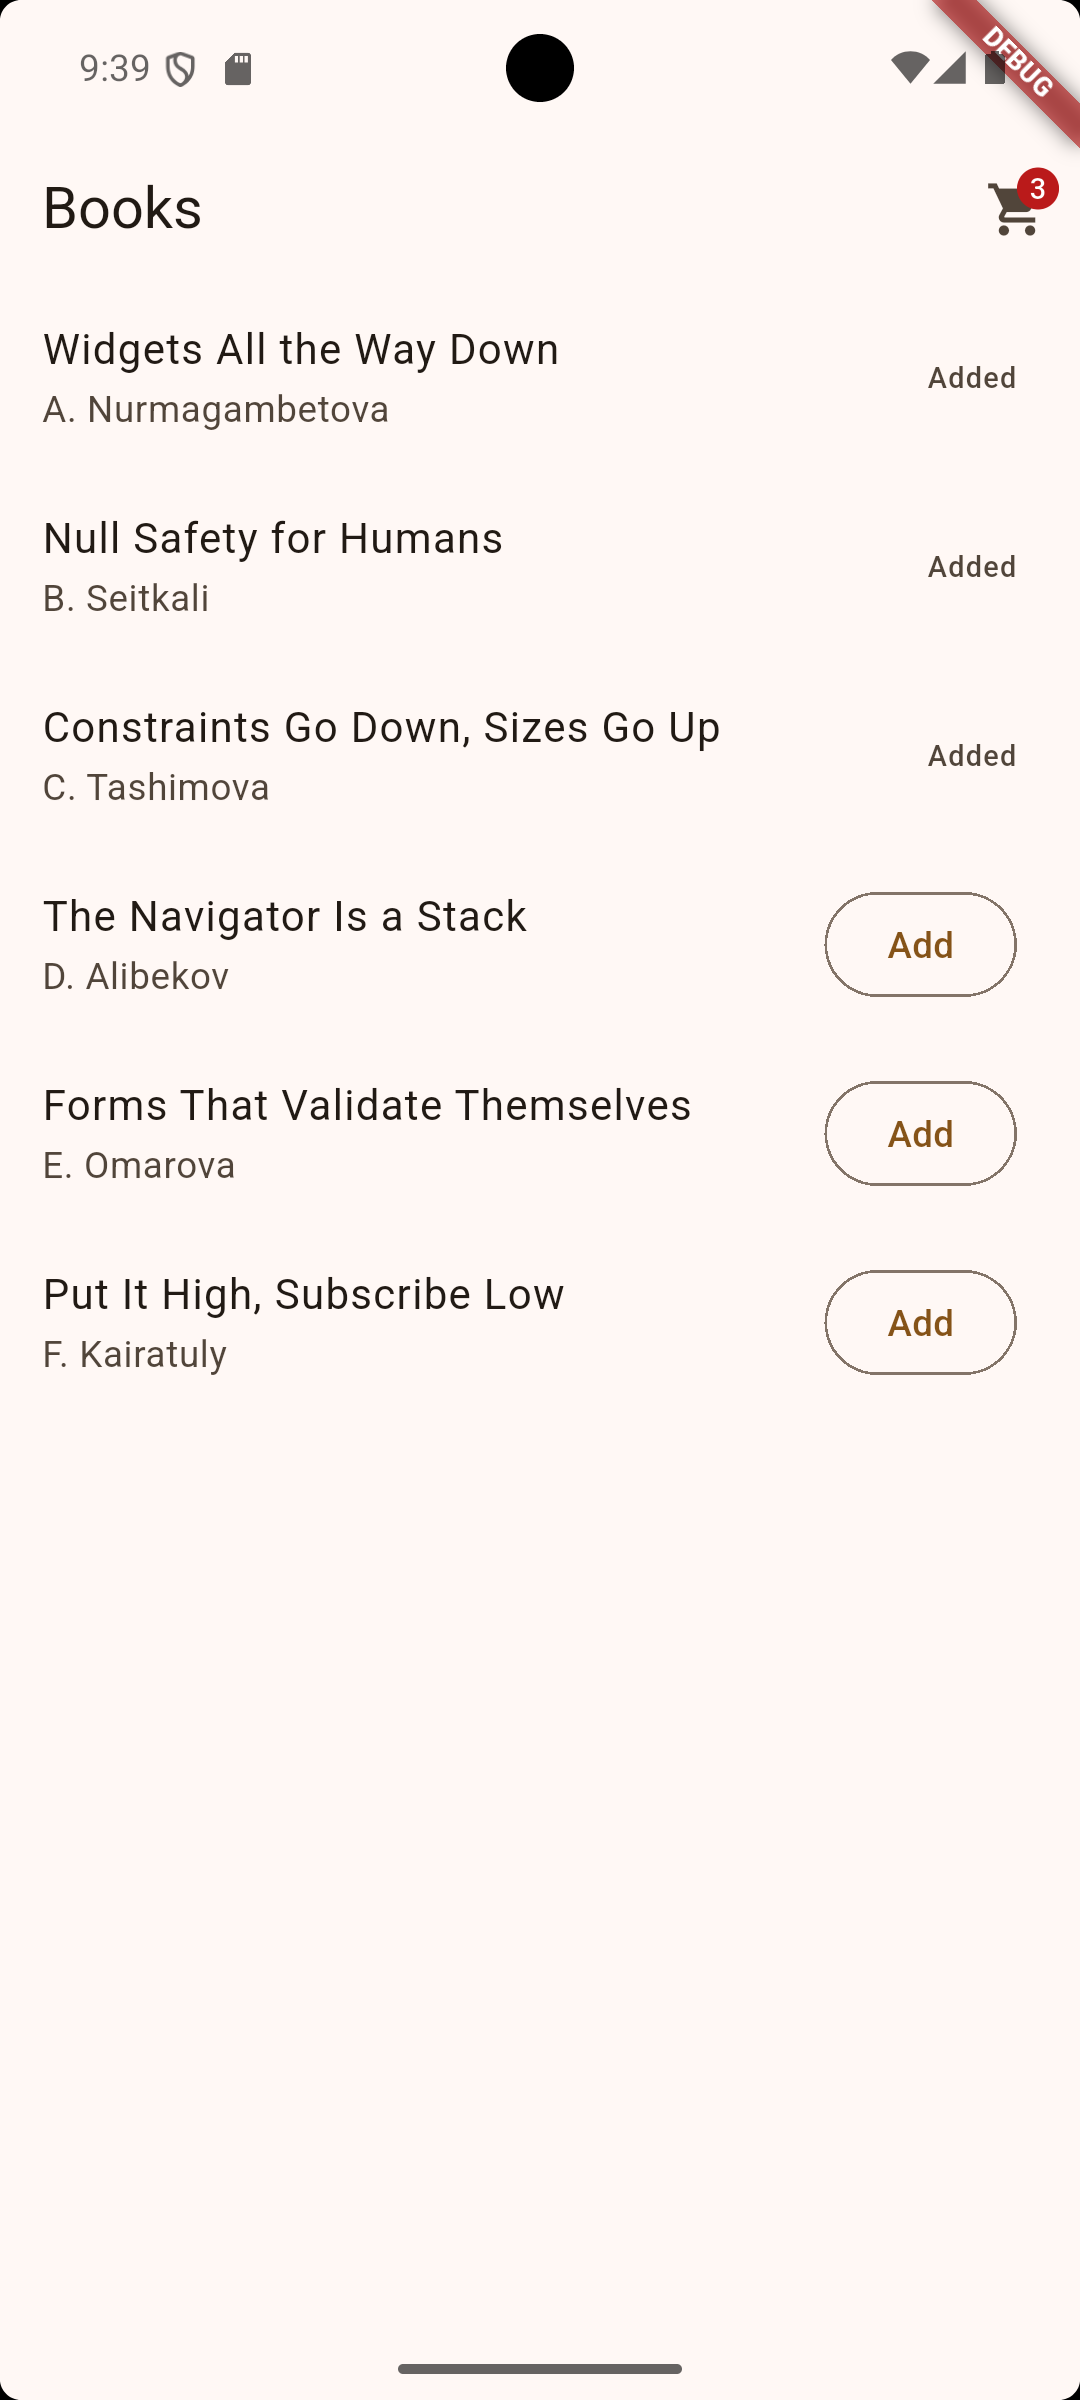 9:39
DEBUG
Books
3
Widgets All the Way Down
A. Nurmagambetova
Added
Null Safety for Humans
B. Seitkali
Added
Constraints Go Down, Sizes Go Up
C. Tashimova
Added
The Navigator Is a Stack
D. Alibekov
Add
Forms That Validate Themselves
E. Omarova
Add
Put It High, Subscribe Low
F. Kairatuly
Add